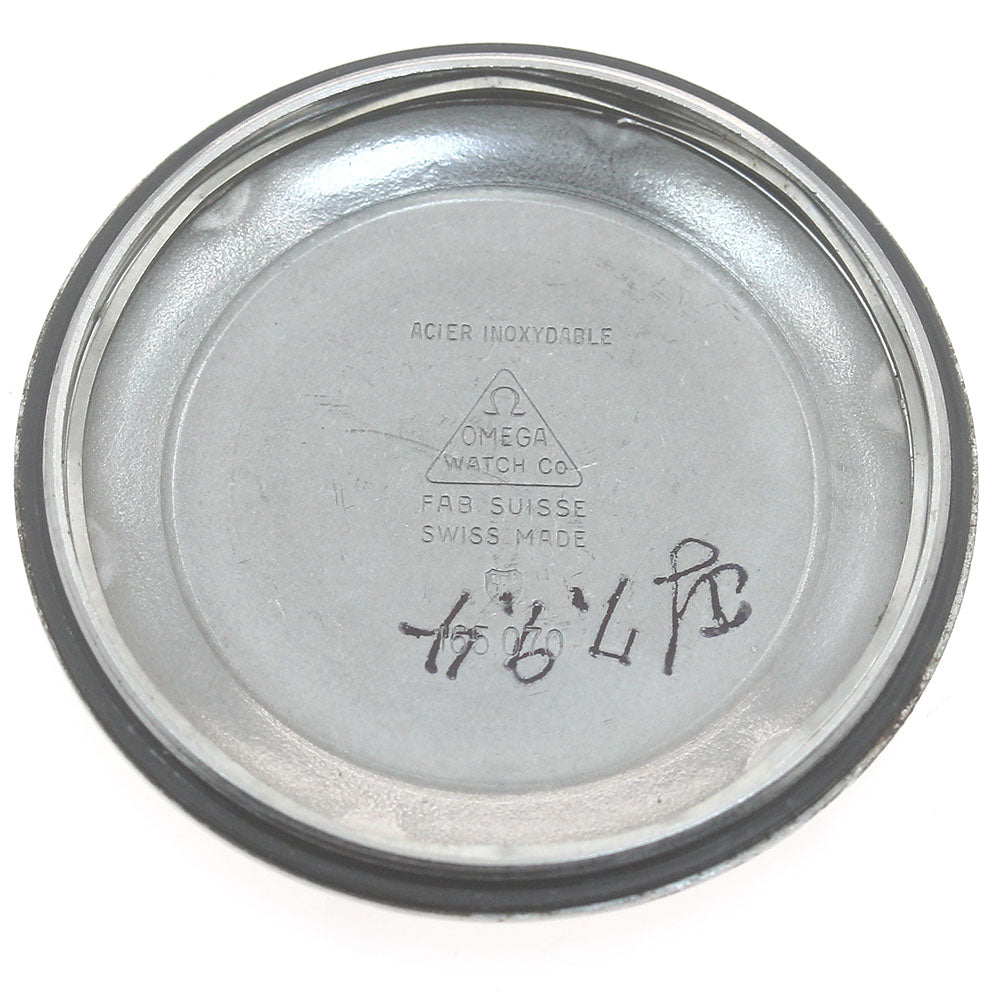 ACIER INOXYDABLE
Ω
OMEGA
WATCH Co
FAB. SUISSE
SWISS MADE
165 070